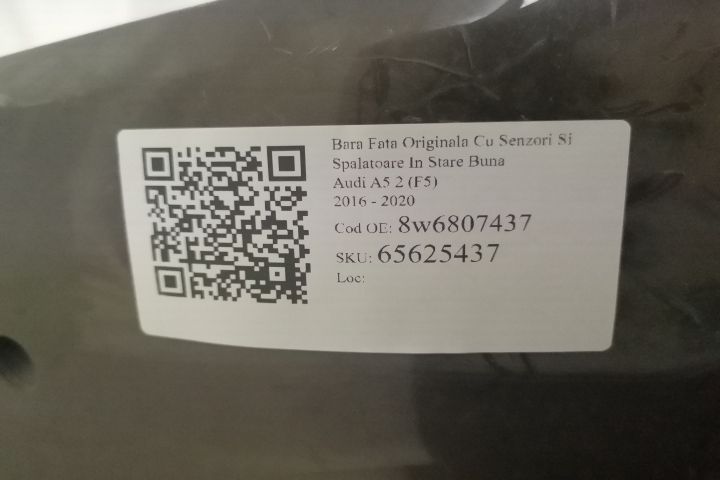 Bara Fata Originala Cu Senzori Si
Spalatoare In Stare Buna
Audi A5 2 (F5)
2016 - 2020
Cod OE: 8w6807437
SKU: 65625437
Loc: